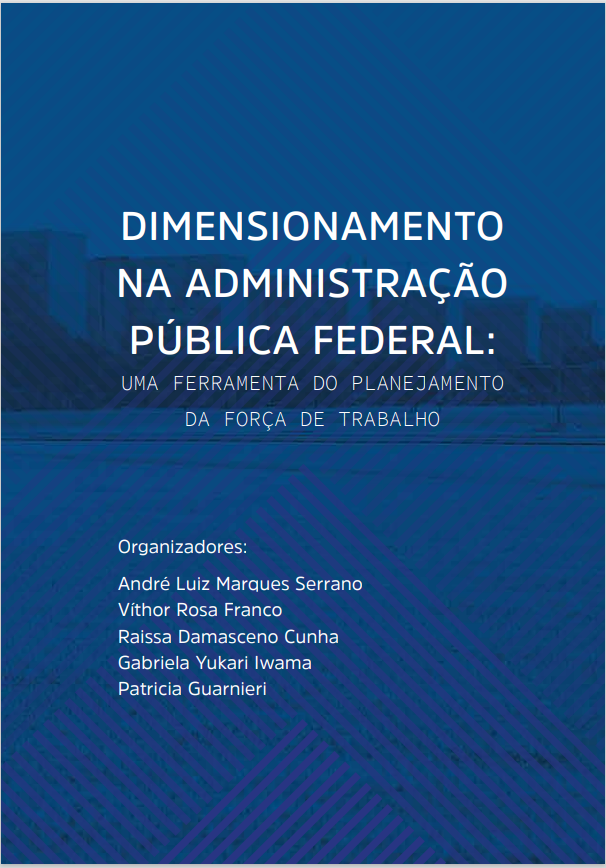 DIMENSIONAMENTO
NA ADMINISTRAÇÃO
PÚBLICA FEDERAL:
UMA FERRAMENTA DO PLANEJAMENTO
DA FORÇA DE TRABALHO
Organizadores:
André Luiz Marques Serrano
Víthor Rosa Franco
Raissa Damasceno Cunha
Gabriela Yukari Iwama
Patricia Guarnieri